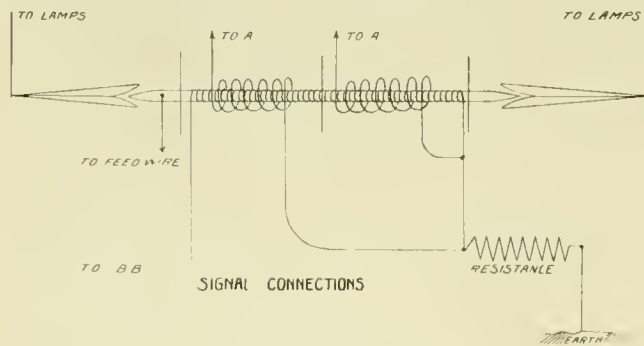 TO LAMPS
TO LAMPS
TO A
TO A
TO FEED WIRE
TO BB
RESISTANCE
SIGNAL CONNECTIONS
EARTH